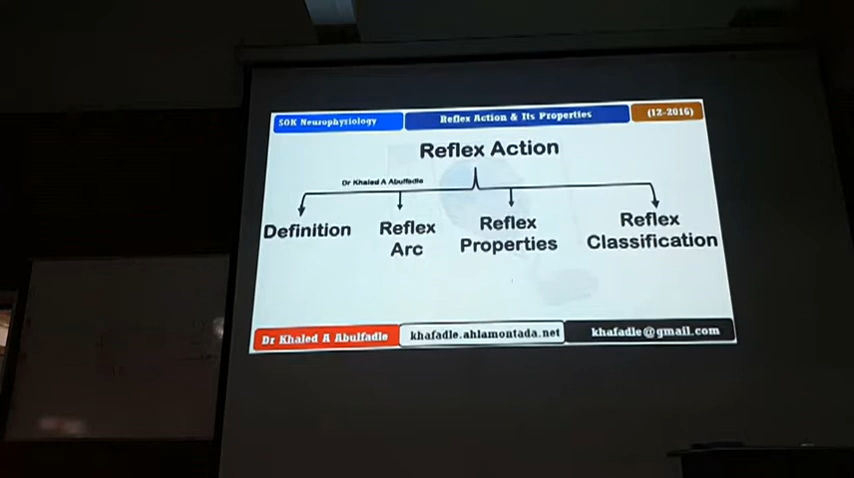 SOK Neurophysiology
Reflex Action & Its Properties
(12-2016)
Reflex Action
Dr Khaled A Abulfadle
Definition
Reflex
Arc
Reflex
Properties
Reflex
Classification
Dr Khaled A Abulfadle
khafadle.ahlamontada.net
khafadle@gmail.com